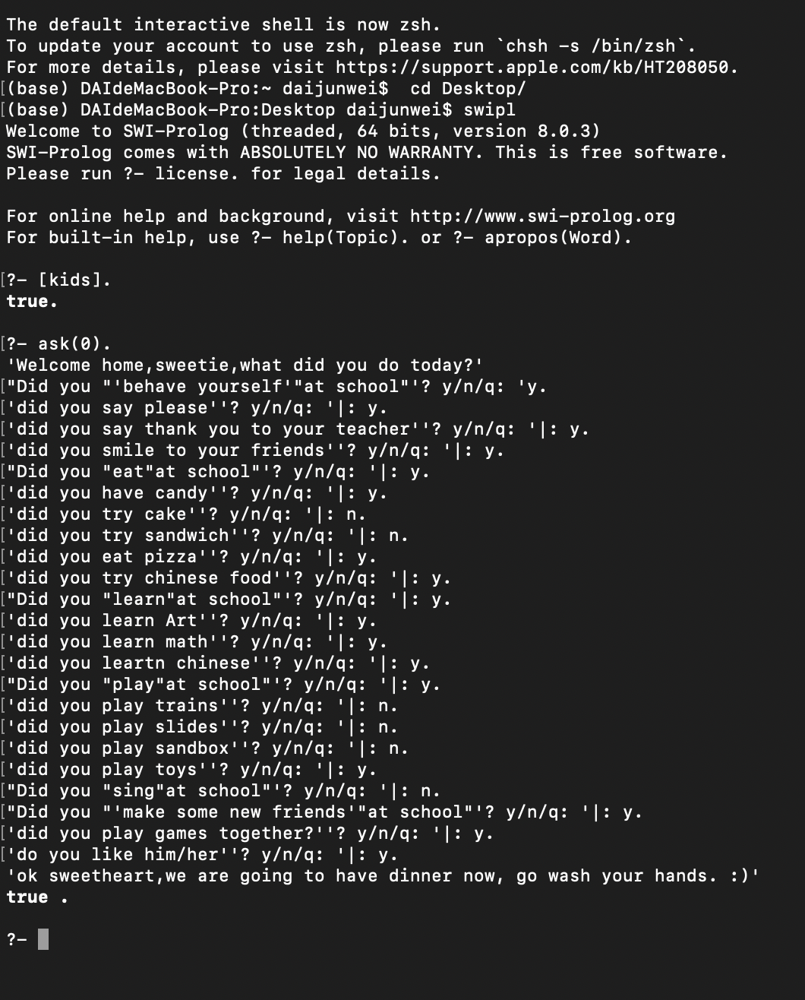 The default interactive shell is now zsh.
To update your account to use zsh, please run `chsh -s /bin/zsh`.
For more details, please visit https://support.apple.com/kb/HT208050.
[(base) DAIdeMacBook-Pro:~ daijunwei$  cd Desktop/
[(base) DAIdeMacBook-Pro:Desktop daijunwei$ swipl
Welcome to SWI-Prolog (threaded, 64 bits, version 8.0.3)
SWI-Prolog comes with ABSOLUTELY NO WARRANTY. This is free software.
Please run ?- license. for legal details.

For online help and background, visit http://www.swi-prolog.org
For built-in help, use ?- help(Topic). or ?- apropos(Word).

[?- [kids].
true.

[?- ask(0).
'Welcome home,sweetie,what did you do today?'
["Did you "'behave yourself'"at school"'? y/n/q: 'y.
['did you say please''? y/n/q: '|: y.
['did you say thank you to your teacher''? y/n/q: '|: y.
['did you smile to your friends''? y/n/q: '|: y.
["Did you "eat"at school"'? y/n/q: '|: y.
['did you have candy''? y/n/q: '|: y.
['did you try cake''? y/n/q: '|: n.
['did you try sandwich''? y/n/q: '|: n.
['did you eat pizza''? y/n/q: '|: y.
['did you try chinese food''? y/n/q: '|: y.
["Did you "learn"at school"'? y/n/q: '|: y.
['did you learn Art''? y/n/q: '|: y.
['did you learn math''? y/n/q: '|: y.
['did you leartn chinese''? y/n/q: '|: y.
["Did you "play"at school"'? y/n/q: '|: y.
['did you play trains''? y/n/q: '|: n.
['did you play slides''? y/n/q: '|: n.
['did you play sandbox''? y/n/q: '|: n.
['did you play toys''? y/n/q: '|: y.
["Did you "sing"at school"'? y/n/q: '|: n.
["Did you "'make some new friends'"at school"'? y/n/q: '|: y.
['did you play games together?''? y/n/q: '|: y.
['do you like him/her''? y/n/q: '|: y.
'ok sweetheart,we are going to have dinner now, go wash your hands. :)'
true .

?-